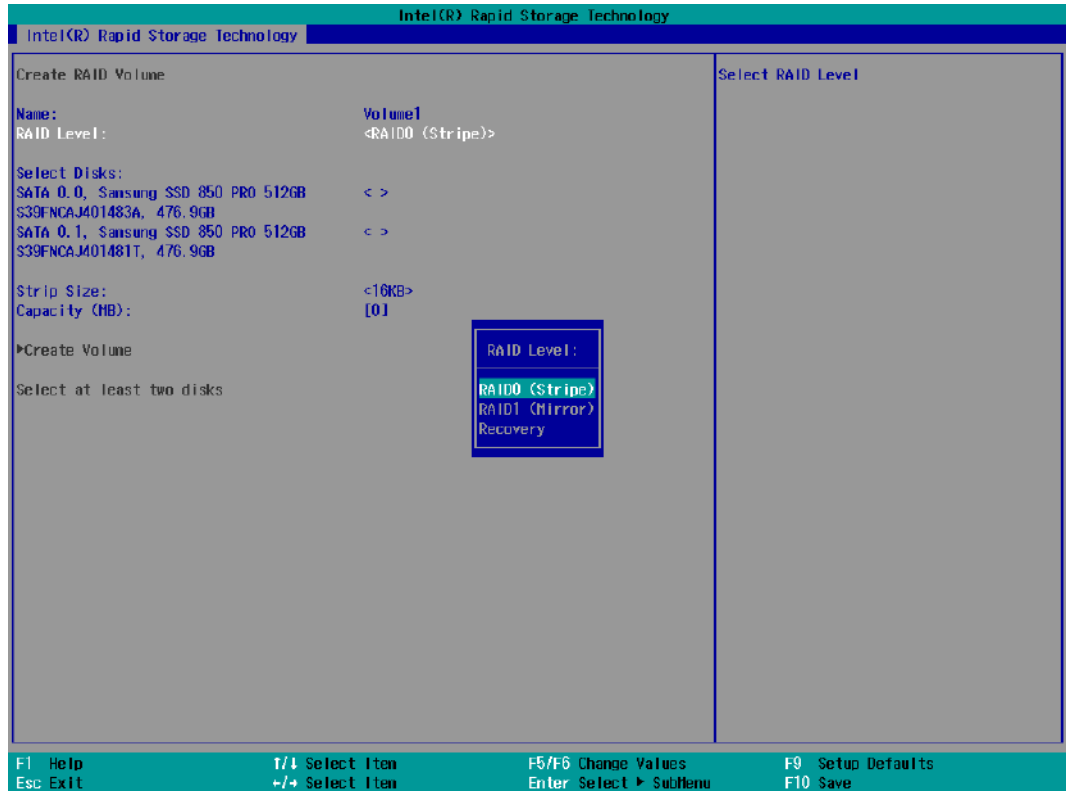 Intel(R) Rapid Storage Technology
Intel(R) Rapid Storage Technology
Create RAID Volume
Select RAID Level
Name: Volume1
RAID Level: <RAID0 (Stripe)>
Select Disks:
SATA 0.0, Samsung SSD 850 PRO 512GB < >
S39FNCAJ401483A, 476.9GB
SATA 0.1, Samsung SSD 850 PRO 512GB < >
S39FNCAJ401481T, 476.9GB
Strip Size: <16KB>
Capacity (MB): [0]
▶Create Volume
Select at least two disks
RAID Level:
RAID0 (Stripe)
RAID1 (Mirror)
Recovery
F1 Help ↑/↓ Select Item F5/F6 Change Values F9 Setup Defaults
Esc Exit ←/→ Select Item Enter Select ▶ SubMenu F10 Save